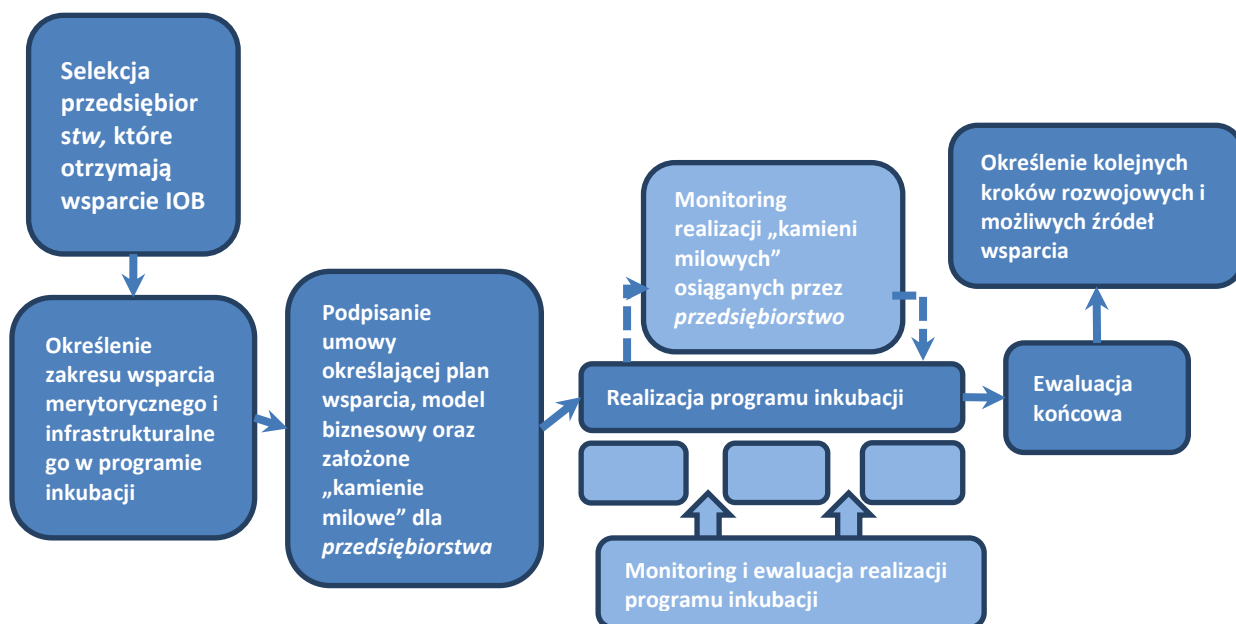 Selekcja
przedsiębior
stw, które
otrzymają
wsparcie IOB
Określenie
zakresu wsparcia
merytorycznego i
infrastrukturalne
go w programie
inkubacji
Podpisanie
umowy
określającej plan
wsparcia, model
biznesowy oraz
założone
„kamienie
milowe” dla
przedsiębiorstwa
Monitoring
realizacji „kamieni
milowych”
osiąganych przez
przedsiębiorstwo
Realizacja programu inkubacji
Monitoring i ewaluacja realizacji
programu inkubacji
Ewaluacja
końcowa
Określenie kolejnych
kroków rozwojowych i
możliwych źródeł
wsparcia